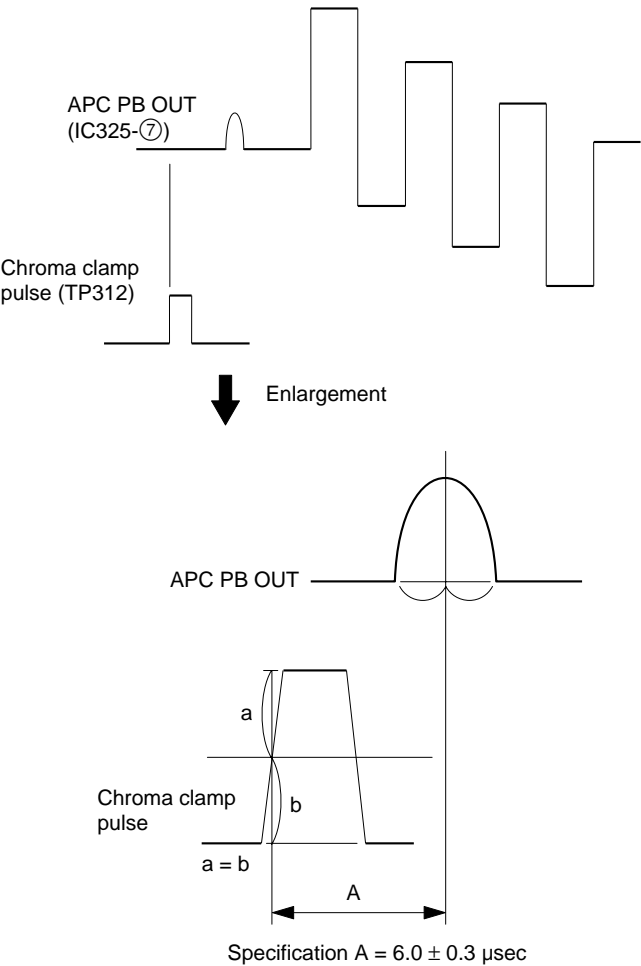 APC PB OUT
(IC325-⑦)
Chroma clamp
pulse (TP312)
Enlargement
APC PB OUT
a
b
Chroma clamp
pulse
a = b
A
Specification A = 6.0 ± 0.3 μsec